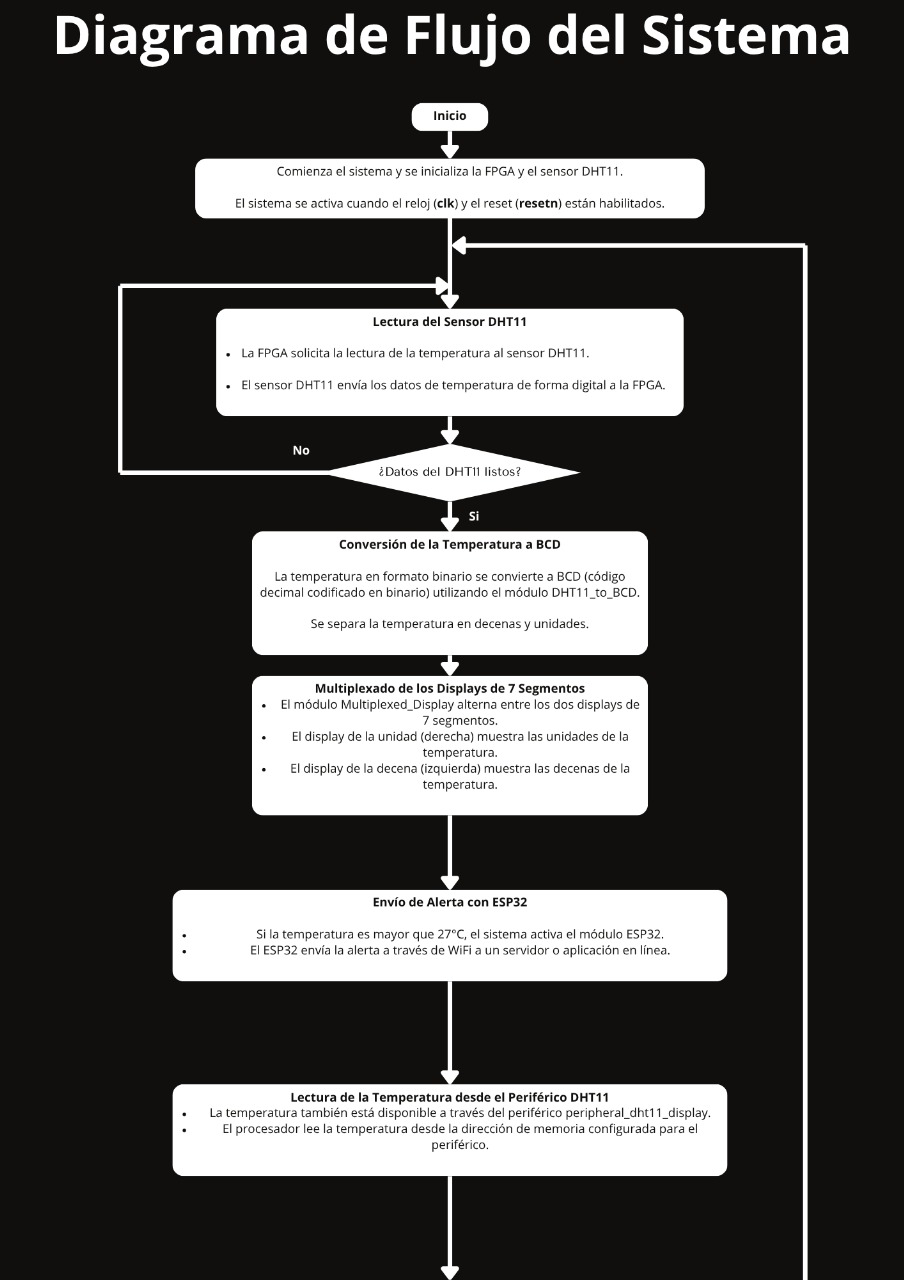 Diagrama de Flujo del Sistema
Inicio
Comienza el sistema y se inicializa la FPGA y el sensor DHT11.
El sistema se activa cuando el reloj (clk) y el reset (resetn) están habilitados.
Lectura del Sensor DHT11
• La FPGA solicita la lectura de la temperatura al sensor DHT11.
• El sensor DHT11 envía los datos de temperatura de forma digital a la FPGA.
No
¿Datos del DHT11 listos?
Si
Conversión de la Temperatura a BCD
La temperatura en formato binario se convierte a BCD (código
decimal codificado en binario) utilizando el módulo DHT11_to_BCD.
Se separa la temperatura en decenas y unidades.
Multiplexado de los Displays de 7 Segmentos
• El módulo Multiplexed_Display alterna entre los dos displays de
7 segmentos.
• El display de la unidad (derecha) muestra las unidades de la
temperatura.
• El display de la decena (izquierda) muestra las decenas de la
temperatura.
Envío de Alerta con ESP32
• Si la temperatura es mayor que 27°C, el sistema activa el módulo ESP32.
• El ESP32 envía la alerta a través de WiFi a un servidor o aplicación en línea.
Lectura de la Temperatura desde el Periférico DHT11
• La temperatura también está disponible a través del periférico peripheral_dht11_display.
• El procesador lee la temperatura desde la dirección de memoria configurada para el
periférico.